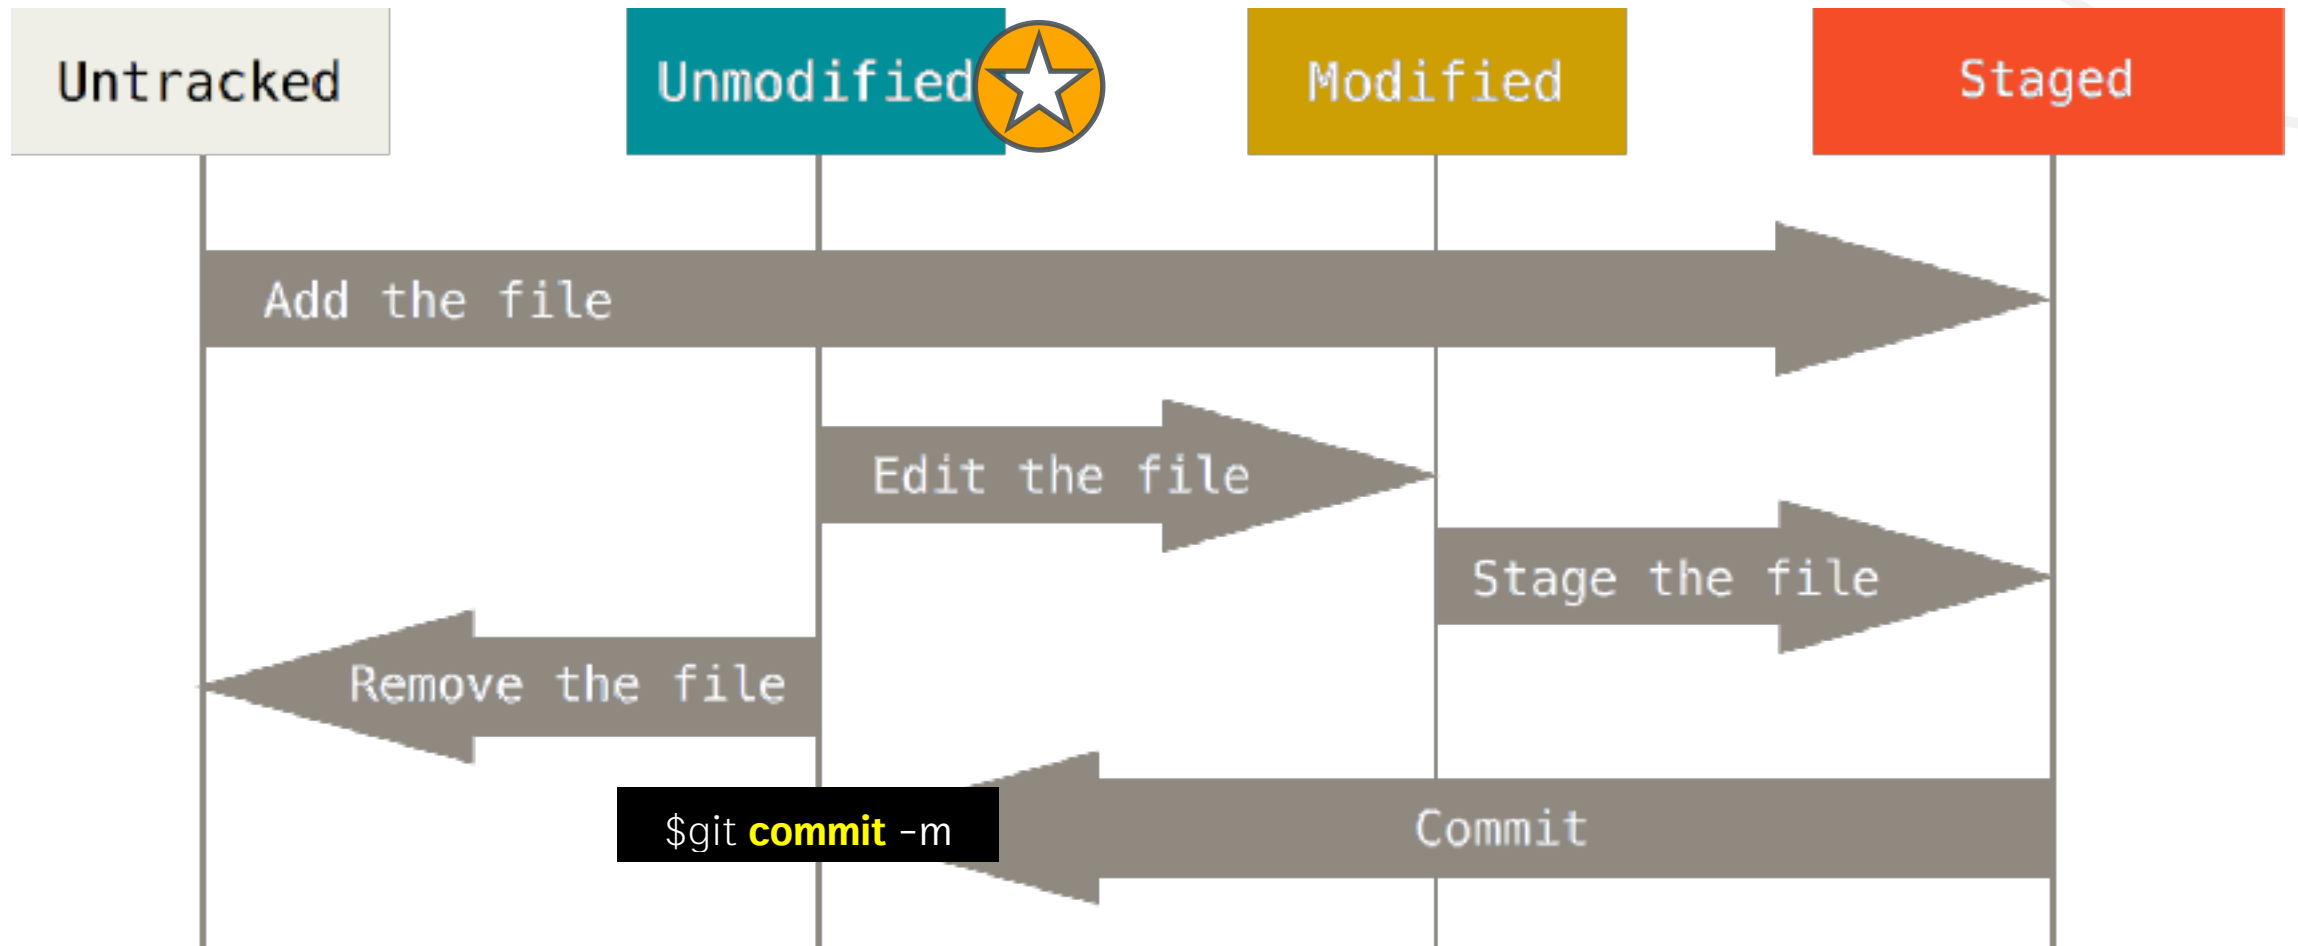 Untracked
Unmodified
Modified
Staged
Add the file
Edit the file
Stage the file
Remove the file
$git commit -m
Commit